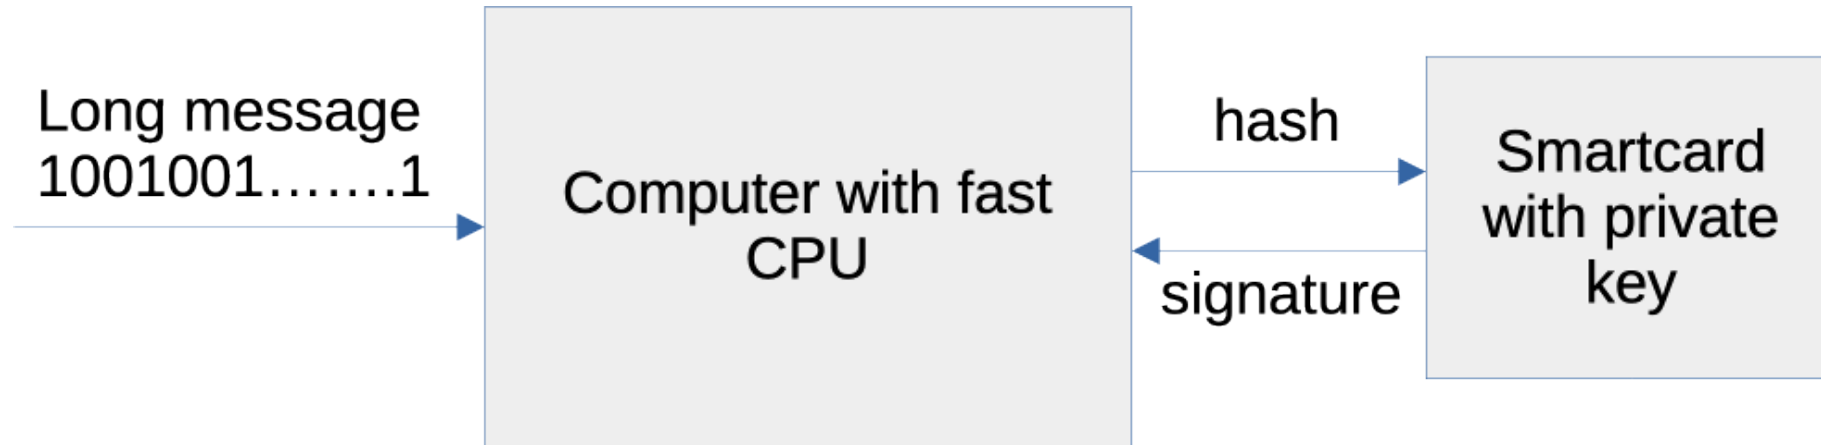 Long message
1001001…….1
Computer with fast
CPU
hash
signature
Smartcard
with private
key